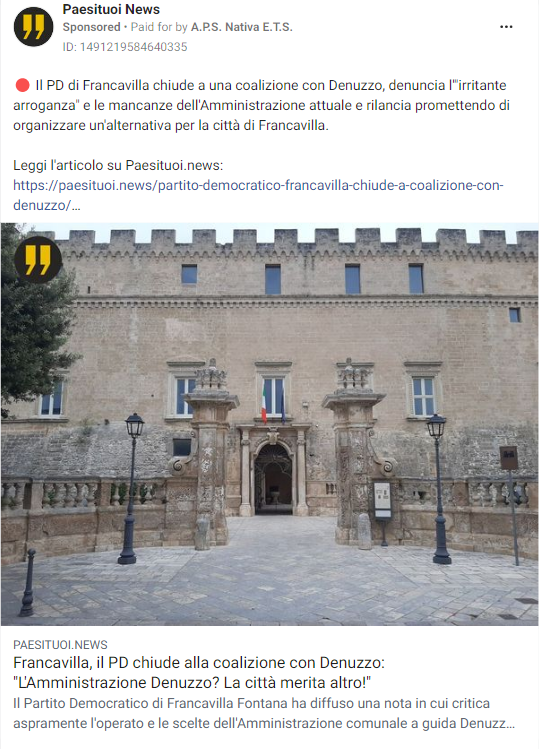 Paesituoi News
Sponsored • Paid for by A.P.S. Nativa E.T.S.
ID: 1491219584640335
🔴 Il PD di Francavilla chiude a una coalizione con Denuzzo, denuncia l'"irritante
arroganza" e le mancanze dell'Amministrazione attuale e rilancia promettendo di
organizzare un'alternativa per la città di Francavilla.
Leggi l'articolo su Paesituoi.news:
https://paesituoi.news/partito-democratico-francavilla-chiude-a-coalizione-con-
denuzzo/...
PAESITUOI.NEWS
Francavilla, il PD chiude alla coalizione con Denuzzo:
"L'Amministrazione Denuzzo? La città merita altro!"
Il Partito Democratico di Francavilla Fontana ha diffuso una nota in cui critica
aspramente l'operato e le scelte dell'Amministrazione comunale a guida Denuzz...